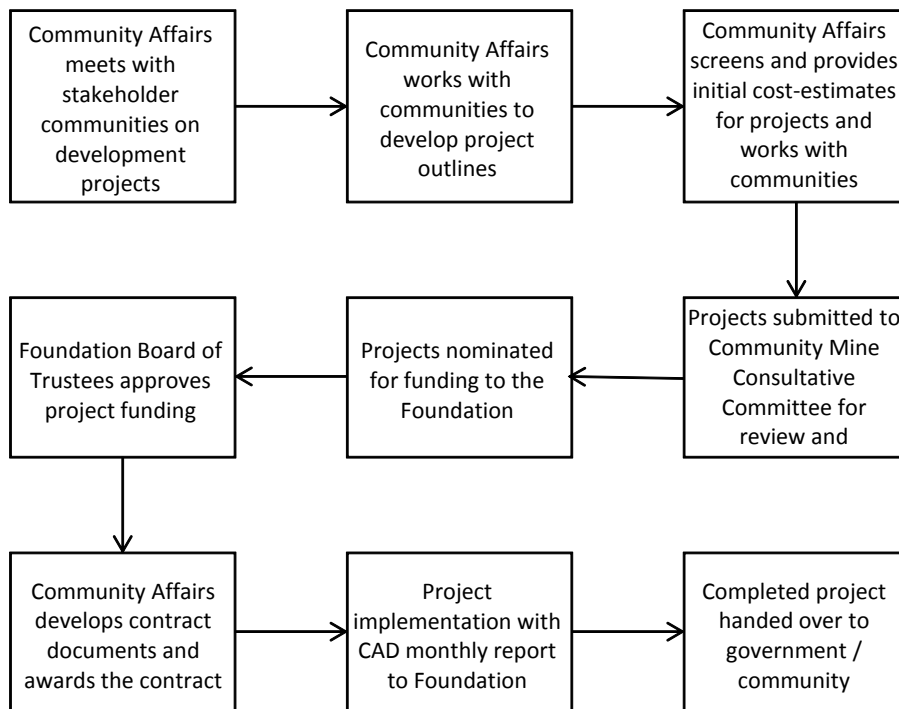 Community Affairs
meets with
stakeholder
communities on
development
projects
Community Affairs
works with
communities to
develop project
outlines
Community Affairs
screens and provides
initial cost-estimates
for projects and
works with
communities
Projects submitted to
Community Mine
Consultative
Committee for
review and
Projects nominated
for funding to the
Foundation
Foundation Board of
Trustees approves
project funding
Community Affairs
develops contract
documents and
awards the contract
Project
implementation with
CAD monthly report
to Foundation
Completed project
handed over to
government /
community